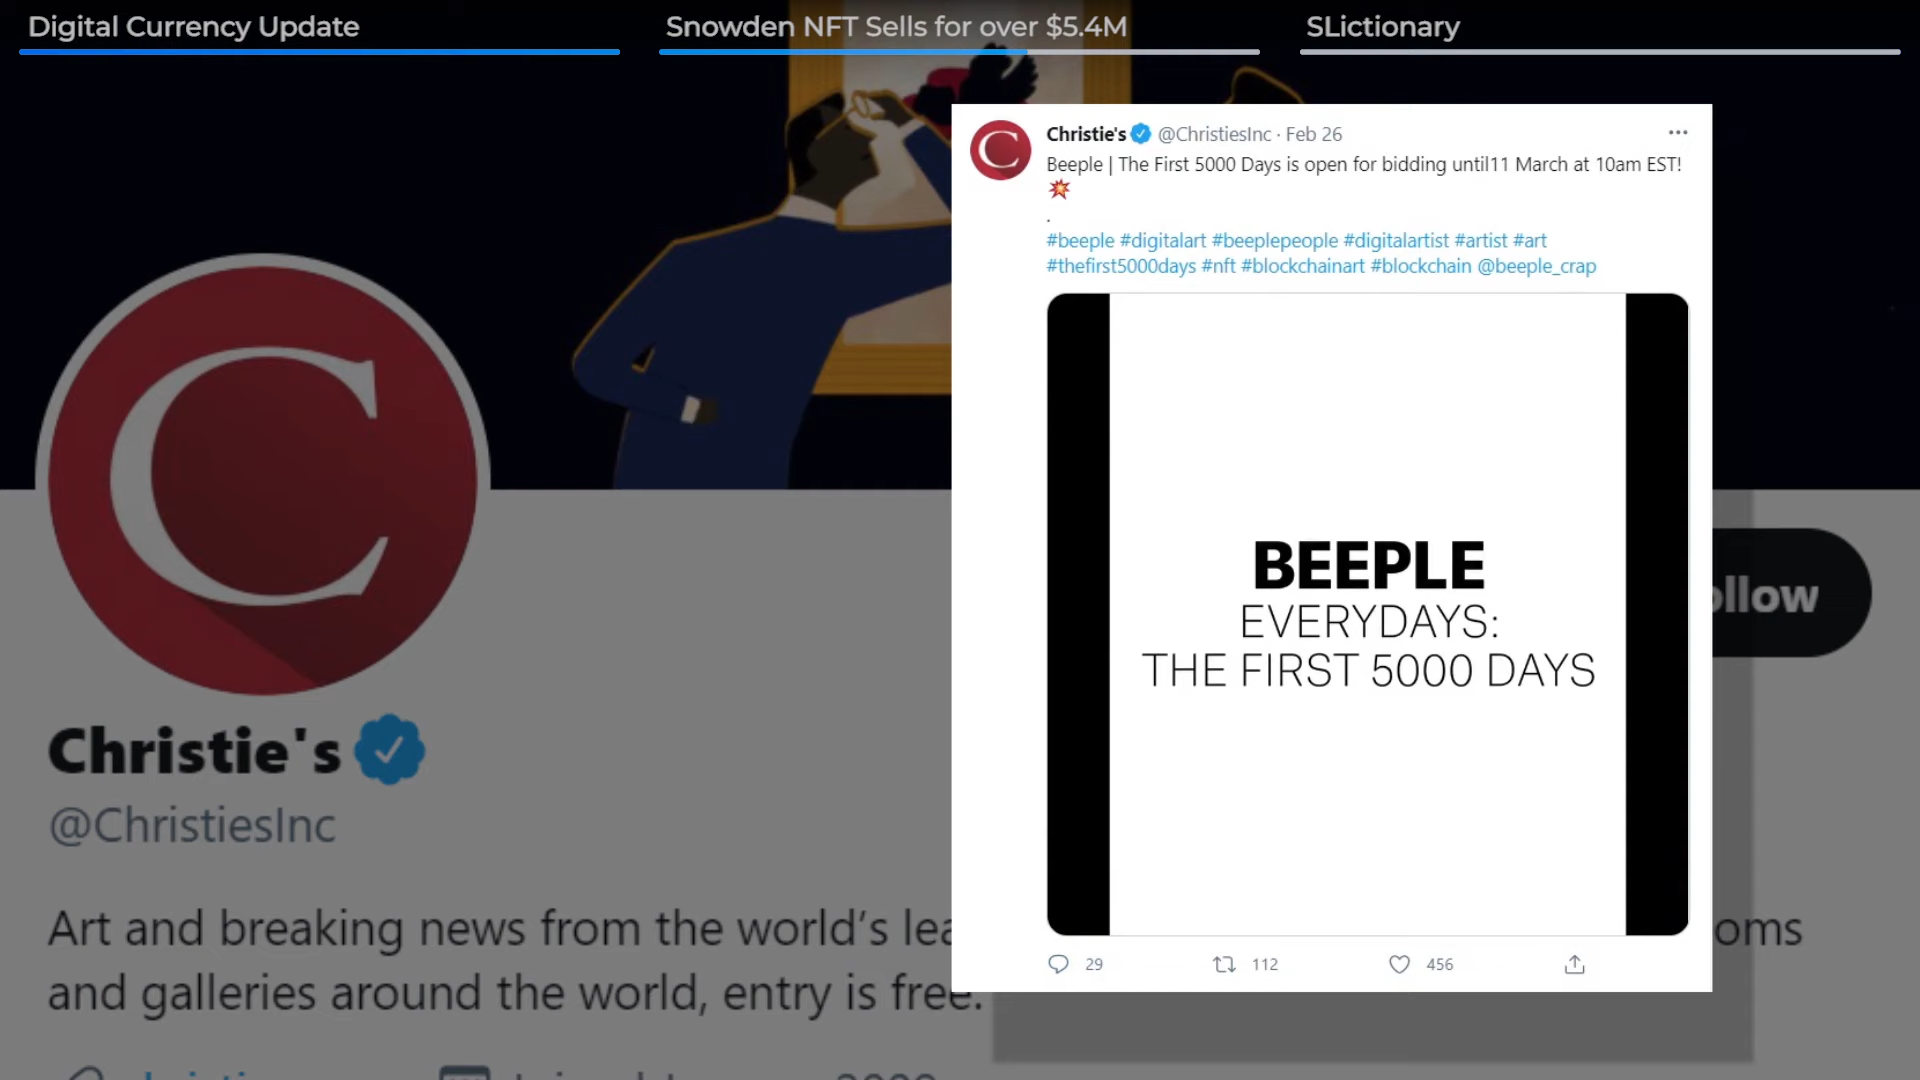 Digital Currency Update
Snowden NFT Sells for over $5.4M
SLictionary
Christie's @ChristiesInc · Feb 26
Beeple | The First 5000 Days is open for bidding until11 March at 10am EST!
.
#beeple #digitalart #beeplepeople #digitalartist #artist #art
#thefirst5000days #nft #blockchainart #blockchain @beeple_crap
BEEPLE
EVERYDAYS:
THE FIRST 5000 DAYS
29 112 456
ollow
C
Christie's
@ChristiesInc
Art and breaking news from the world's lea oms
and galleries around the world, entry is free.